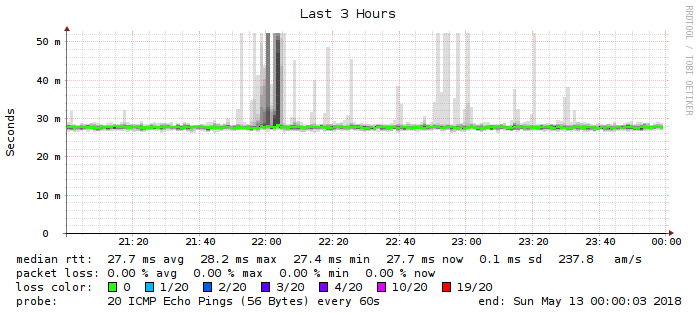 Last 3 Hours
RRDTOOL / TOBI OETIKER
Seconds
50 m
40 m
30 m
20 m
10 m
0
21:20 21:40 22:00 22:20 22:40 23:00 23:20 23:40 00:00
median rtt: 27.7 ms avg 28.2 ms max 27.4 ms min 27.7 ms now 0.1 ms sd 237.8 am/s
packet loss: 0.00 % avg 0.00 % max 0.00 % min 0.00 % now
loss color: 0 1/20 2/20 3/20 4/20 10/20 19/20
probe: 20 ICMP Echo Pings (56 Bytes) every 60s end: Sun May 13 00:00:03 2018